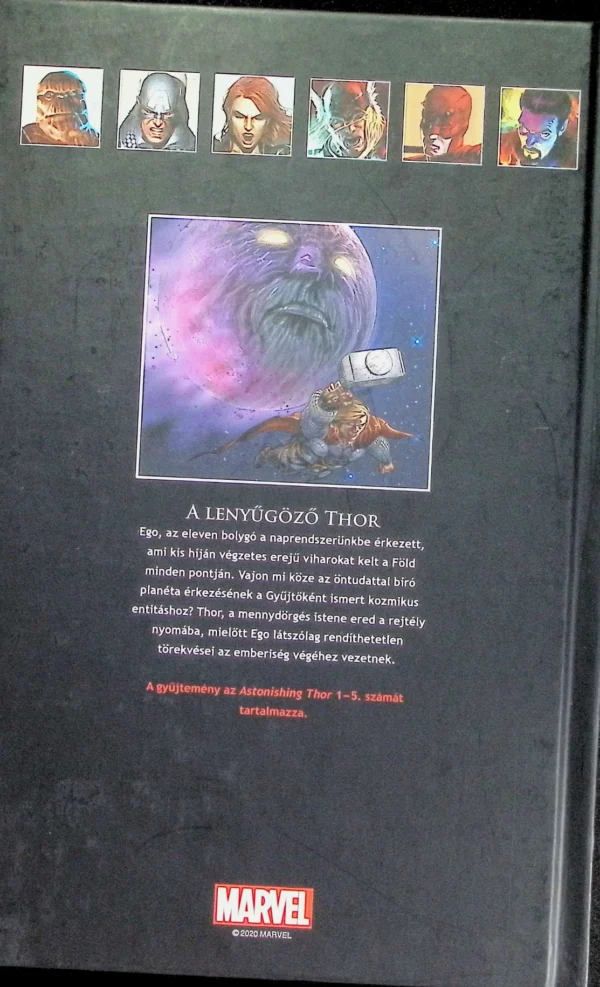 A LENYŰGÖZŐ THOR
Ego, az eleven bolygó a naprendszerünkbe érkezett,
ami kis híján végzetes erejű viharokat kelt a Föld
minden pontján. Vajon mi köze az öntudattal bíró
planéta érkezésének a Gyűjtőként ismert kozmikus
entitáshoz? Thor, a mennydörgés istene ered a rejtély
nyomába, mielőtt Ego látszólag rendíthetetlen
törekvései az emberiség végéhez vezetnek.
A gyűjtemény az Astonishing Thor 1–5. számát
tartalmazza.
MARVEL
© 2020 MARVEL